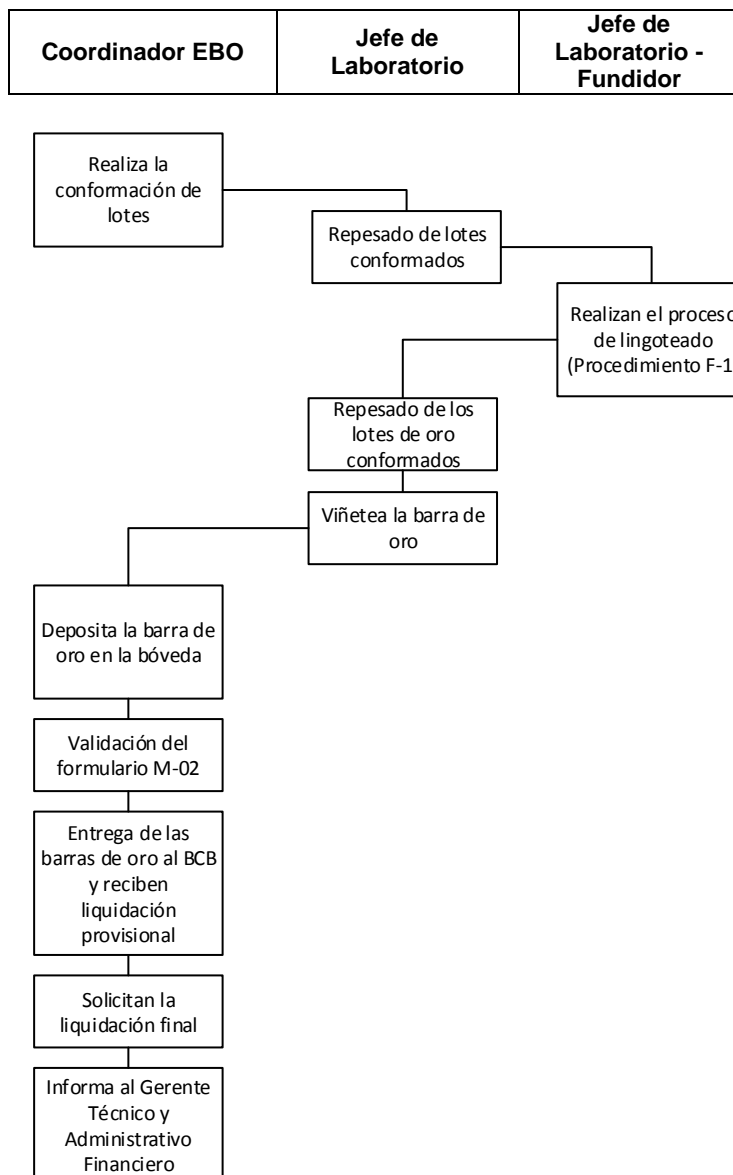 Coordinador EBO
Jefe de
Laboratorio
Jefe de
Laboratorio -
Fundidor
Realiza la
conformación de
lotes
Repesado de lotes
conformados
Realizan el proceso
de lingoteado
(Procedimiento F-1
Repesado de los
lotes de oro
conformados
Viñetea la barra de
oro
Deposita la barra de
oro en la bóveda
Validación del
formulario M-02
Entrega de las
barras de oro al BCB
y reciben
liquidación
provisional
Solicitan la
liquidación final
Informa al Gerente
Técnico y
Administrativo
Financiero